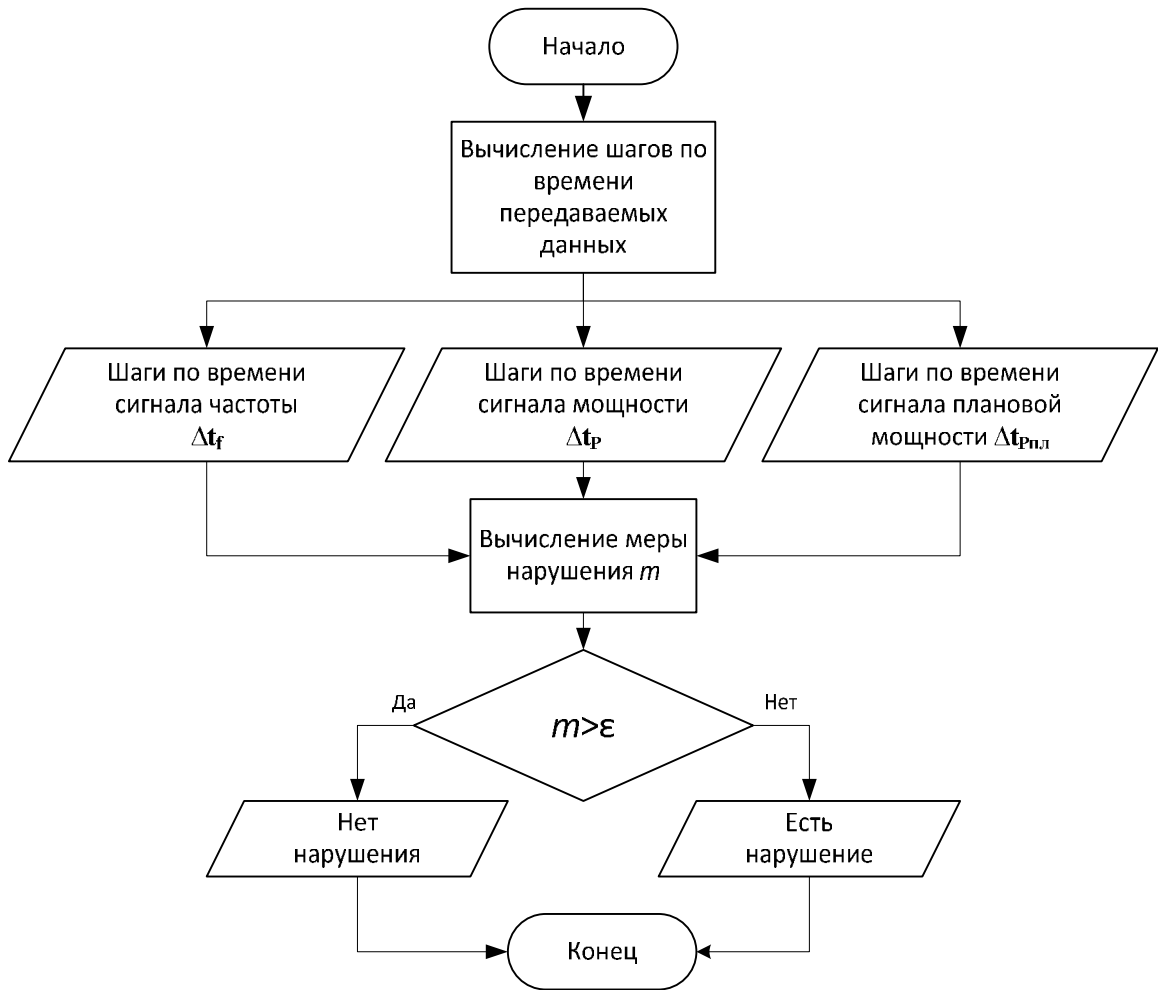 Начало
Вычисление шагов по
времени
передаваемых
данных
Шаги по времени
сигнала частоты
Δtf
Шаги по времени
сигнала мощности
ΔtP
Шаги по времени
сигнала плановой
мощности ΔtPпл
Вычисление меры
нарушения m
Да
Нет
m>ε
Нет
нарушения
Есть
нарушение
Конец